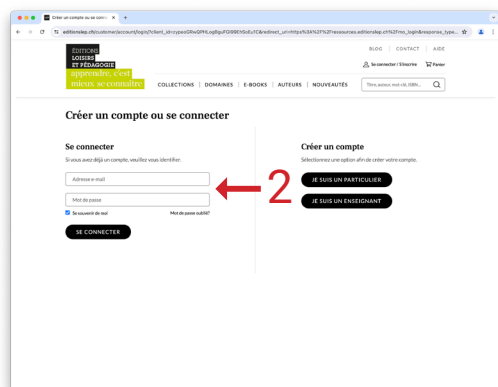 Créer un compte ou se conn
editionslep.ch/customer/account/login/?client_id=
BLOG | CONTACT | AIDE
ÉDITIONS
LOISIRS
ET PÉDAGOGIE
apprendre, c'est
mieux se connaître
Se connecter / S'inscrire Panier
COLLECTIONS | DOMAINES | E-BOOKS | AUTEURS | NOUVEAUTÉS
Titre, auteur, mot-clé, ISBN...
Créer un compte ou se connecter
Se connecter
Si vous avez déjà un compte, veuillez vous identifier.
Adresse e-mail
Mot de passe
Se souvenir de moi
Mot de passe oublié?
SE CONNECTER
2
Créer un compte
Sélectionnez une option afin de créer votre compte.
JE SUIS UN PARTICULIER
JE SUIS UN ENSEIGNANT